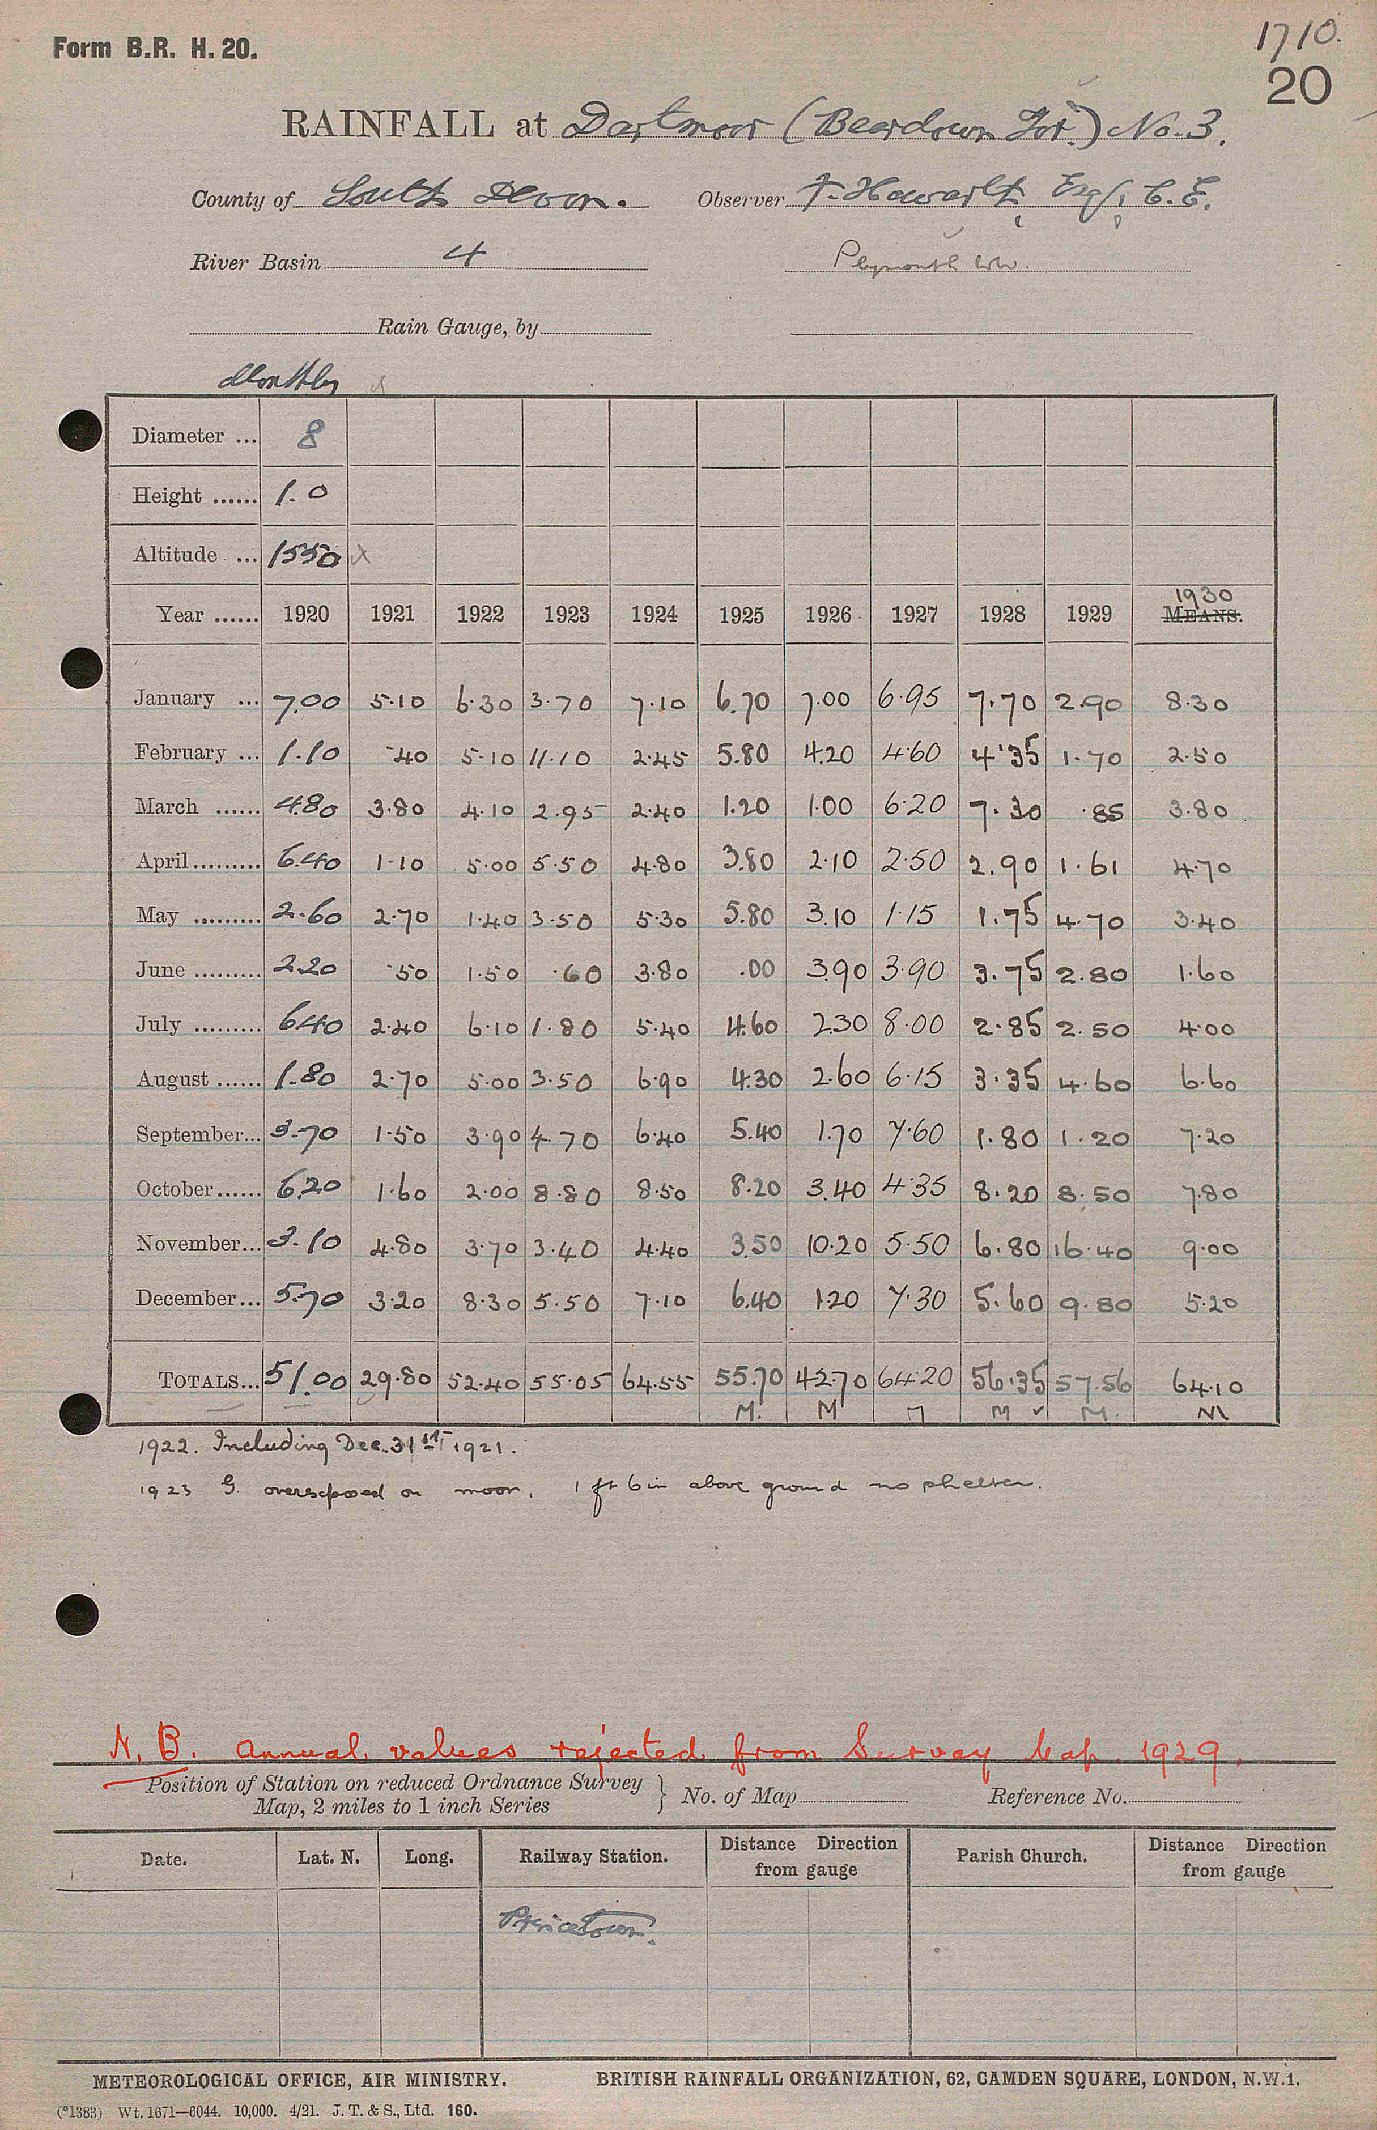 Form B.R. H. 20.
1710.
20
RAINFALL at Dartmoor (Beardown Tor.) No. 3.
County of South Devon. Observer F. Howarth, Esq., C.E.
River Basin 4 Plymouth WW.
Rain Gauge, by
Monthly
Diameter ... 8
Height ...... 1.0
Altitude ... 1550
Year ...... 1920 1921 1922 1923 1924 1925 1926 1927 1928 1929 1930 MEANS.
January ... 7.00 5.10 6.30 3.70 7.10 6.70 7.00 6.95 7.70 2.90 8.30
February ... 1.10 .40 5.10 11.10 2.45 5.80 4.20 4.60 4.35 1.70 2.50
March ...... 4.80 3.80 4.10 2.95 2.40 1.20 1.00 6.20 7.30 .85 3.80
April......... 6.40 1.10 5.00 5.50 4.80 3.80 2.10 2.50 2.90 1.61 4.70
May ......... 2.60 2.70 1.40 3.50 5.30 5.80 3.10 1.15 1.75 4.70 3.40
June ......... 2.20 .50 1.50 .60 3.80 .00 3.90 3.90 3.75 2.80 1.60
July ......... 6.40 2.40 6.10 1.80 5.40 4.60 2.30 8.00 2.85 2.50 4.00
August ...... 1.80 2.70 5.00 3.50 6.90 4.30 2.60 6.15 3.35 4.60 6.60
September... 3.70 1.50 3.90 4.70 6.40 5.40 1.70 7.60 1.80 1.20 7.20
October...... 6.20 1.60 2.00 8.80 8.50 8.20 3.40 4.35 8.20 8.50 7.80
November... 3.10 4.80 3.70 3.40 4.40 3.50 10.20 5.50 6.80 16.40 9.00
December... 5.70 3.20 8.30 5.50 7.10 6.40 1.20 7.30 5.60 9.80 5.20
TOTALS... 51.00 29.80 52.40 55.05 64.55 55.70 42.70 64.20 56.35 57.56 64.10
M. M M M M. M
1922. Including Dec. 31st 1921.
1923 G. overexposed on moor, 1 ft 6 in above ground no shelter.
N.B. Annual values rejected from Survey Map 1929.
Position of Station on reduced Ordnance Survey
Map, 2 miles to 1 inch Series } No. of Map Reference No.
Date. Lat. N. Long. Railway Station. Distance Direction from gauge Parish Church. Distance Direction from gauge
Princetown.
METEOROLOGICAL OFFICE, AIR MINISTRY. BRITISH RAINFALL ORGANIZATION, 62, CAMDEN SQUARE, LONDON, N.W.1.
(*1383) Wt. 1671—6044. 10,000. 4/21. J. T. & S., Ltd. 160.